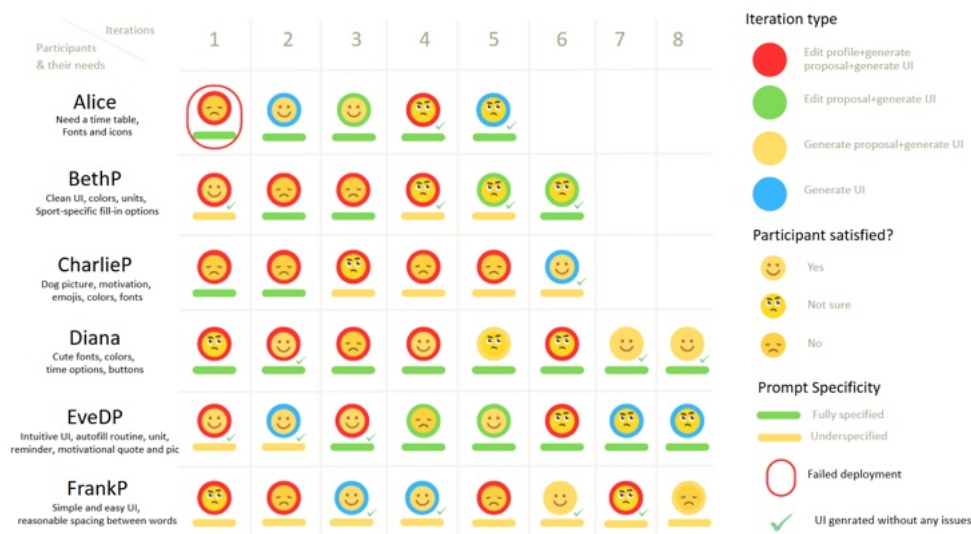 Iterations
Participants
& their needs
1 2 3 4 5 6 7 8
Alice
Need a time table,
Fonts and icons
BethP
Clean UI, colors, units,
Sport-specific fill-in options
CharlieP
Dog picture, motivation,
emojis, colors, fonts
Diana
Cute fonts, colors,
time options, buttons
EveDP
Intuitive UI, autofill routine, unit,
reminder, motivational quote and pic
FrankP
Simple and easy UI,
reasonable spacing between words
Iteration type
Edit profile+generate
proposal+generate UI
Edit proposal+generate UI
Generate proposal+generate UI
Generate UI
Participant satisfied?
Yes
Not sure
No
Prompt Specificity
Fully specified
Underspecified
Failed deployment
UI genrated without any issues